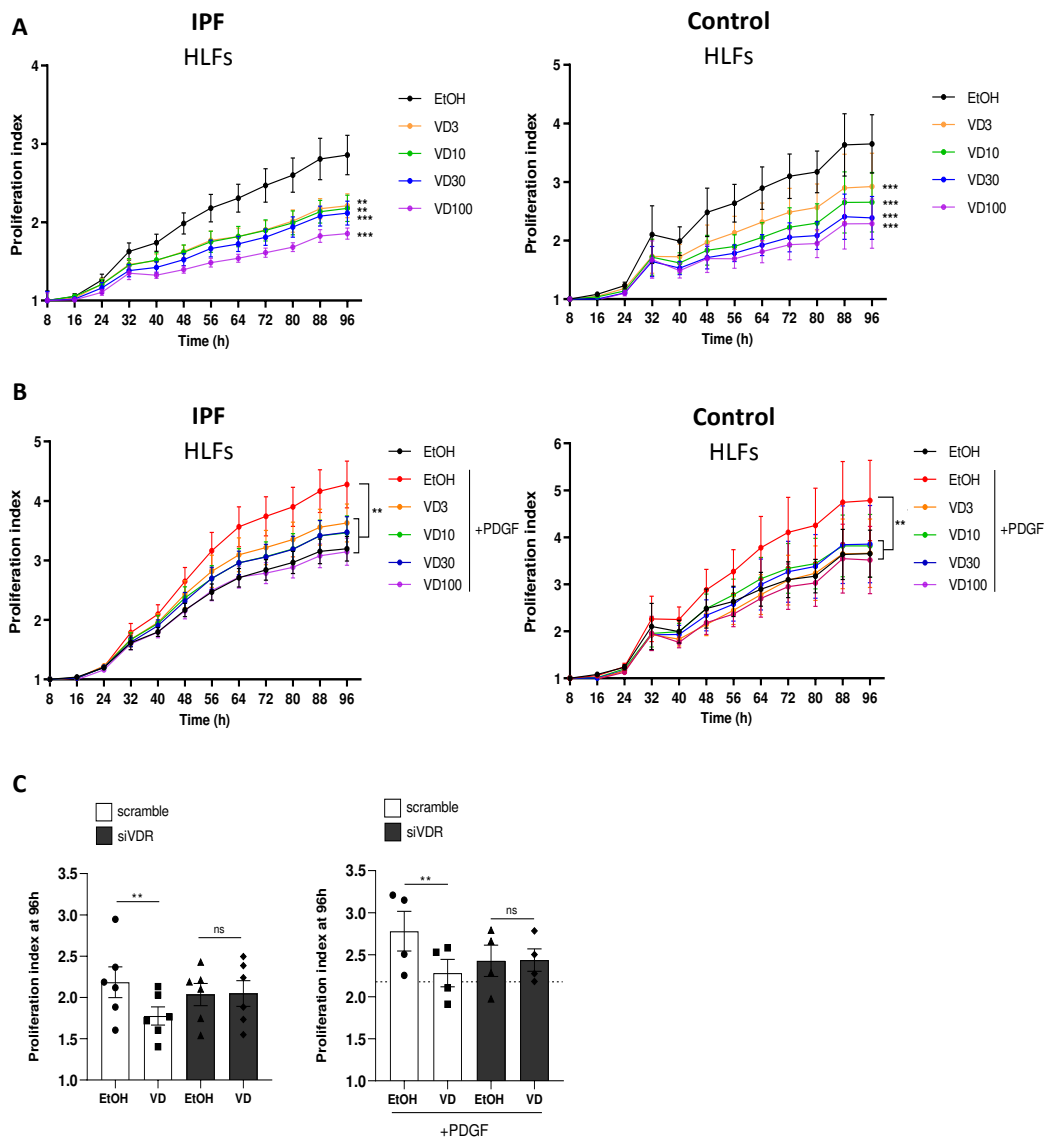 A
IPF
HLFs
Proliferation index
4
3
2
1
8 16 24 32 40 48 56 64 72 80 88 96
Time (h)
EtOH
VD3
VD10
VD30
VD100
**
**
***
***
Control
HLFs
Proliferation index
5
4
3
2
1
8 16 24 32 40 48 56 64 72 80 88 96
Time (h)
EtOH
VD3
VD10
VD30
VD100
***
***
***
***
B
IPF
HLFs
Proliferation index
5
4
3
2
1
8 16 24 32 40 48 56 64 72 80 88 96
Time (h)
**
EtOH
EtOH
VD3
VD10
VD30
VD100
+PDGF
Control
HLFs
Proliferation index
6
5
4
3
2
1
8 16 24 32 40 48 56 64 72 80 88 96
Time (h)
**
EtOH
EtOH
VD3
VD10
VD30
VD100
+PDGF
C
scramble
siVDR
Proliferation index at 96h
3.5
3.0
2.5
2.0
1.5
1.0
**
ns
EtOH VD EtOH VD
scramble
siVDR
Proliferation index at 96h
3.5
3.0
2.5
2.0
1.5
1.0
**
ns
EtOH VD EtOH VD
+PDGF